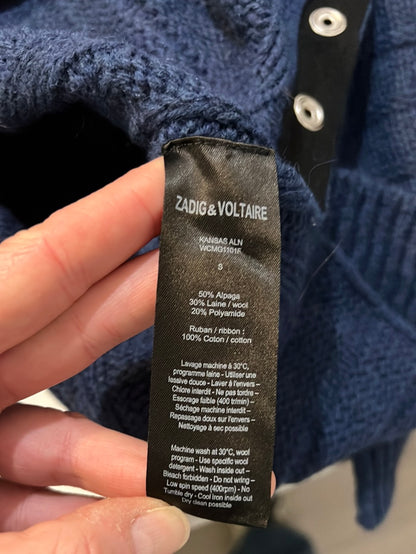 ZADIG & VOLTAIRE
KANSAS ALN
WCMG1101F
S
50% Alpaga
30% Laine / wool
20% Polyamide
Ruban / ribbon :
100% Coton / cotton
Lavage machine à 30°C,
programme laine - Utiliser une
lessive douce - Laver à l'envers -
Chlore interdit - Ne pas tordre -
Essorage faible (400 tr/min) -
Séchage machine interdit -
Repassage doux sur l'envers -
Nettoyage à sec possible
Machine wash at 30°C, wool
program - Use specific wool
detergent - Wash inside out -
Bleach forbidden - Do not wring -
Low spin speed (400rpm) - No
Tumble dry - Cool iron inside out
Dry clean possible